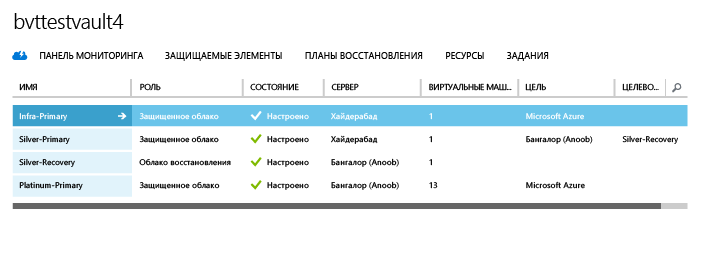 bvttestvault4
ПАНЕЛЬ МОНИТОРИНГА ЗАЩИЩАЕМЫЕ ЭЛЕМЕНТЫ ПЛАНЫ ВОССТАНОВЛЕНИЯ РЕСУРСЫ ЗАДАНИЯ
ИМЯ РОЛЬ СОСТОЯНИЕ СЕРВЕР ВИРТУАЛЬНЫЕ МАШ... ЦЕЛЬ ЦЕЛЕВО...
Infra-Primary Защищенное облако Настроено Хайдерабад 1 Microsoft Azure
Silver-Primary Защищенное облако Настроено Хайдерабад 1 Бангалор (Anoob) Silver-Recovery
Silver-Recovery Облако восстановления Настроено Бангалор (Anoob) 1
Platinum-Primary Защищенное облако Настроено Бангалор (Anoob) 13 Microsoft Azure